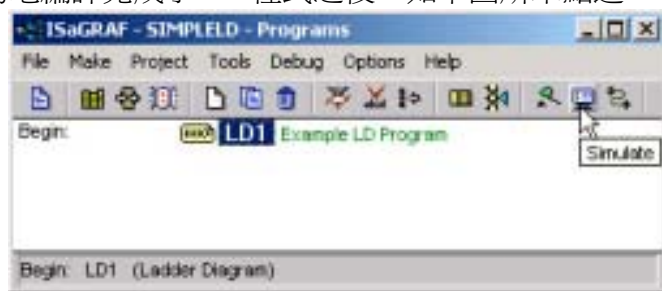 ISaGRAF - SIMPLELD - Programs
File Make Project Tools Debug Options Help
Begin: LD1 Example LD Program
Simulate
Begin: LD1 (Ladder Diagram)